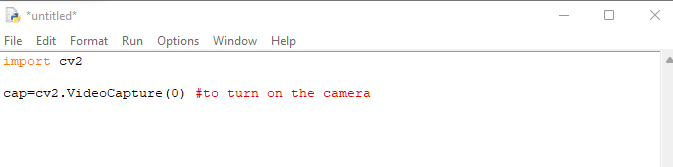 *untitled*
File Edit Format Run Options Window Help
import cv2
cap=cv2.VideoCapture(0) #to turn on the camera